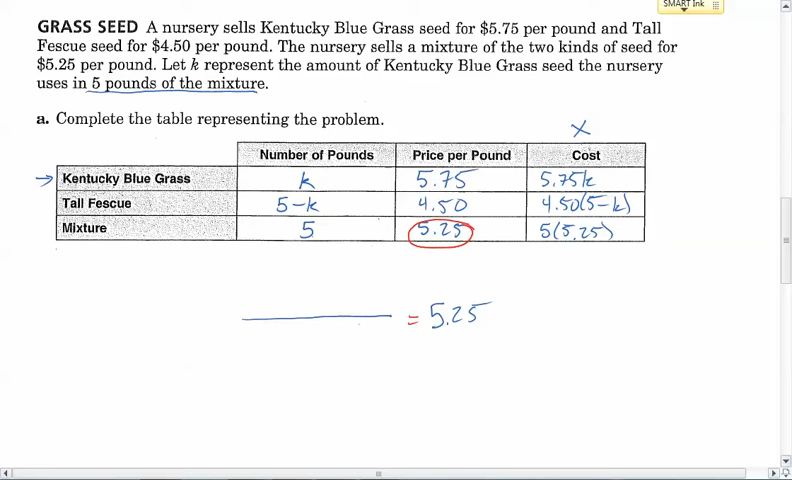 SMART Ink
GRASS SEED A nursery sells Kentucky Blue Grass seed for $5.75 per pound and Tall
Fescue seed for $4.50 per pound. The nursery sells a mixture of the two kinds of seed for
$5.25 per pound. Let k represent the amount of Kentucky Blue Grass seed the nursery
uses in 5 pounds of the mixture.
a. Complete the table representing the problem.
X
Number of Pounds Price per Pound Cost
→ Kentucky Blue Grass k 5.75 5.75k
Tall Fescue 5-k 4.50 4.50(5-k)
Mixture 5 5.25 5(5.25)
= 5.25